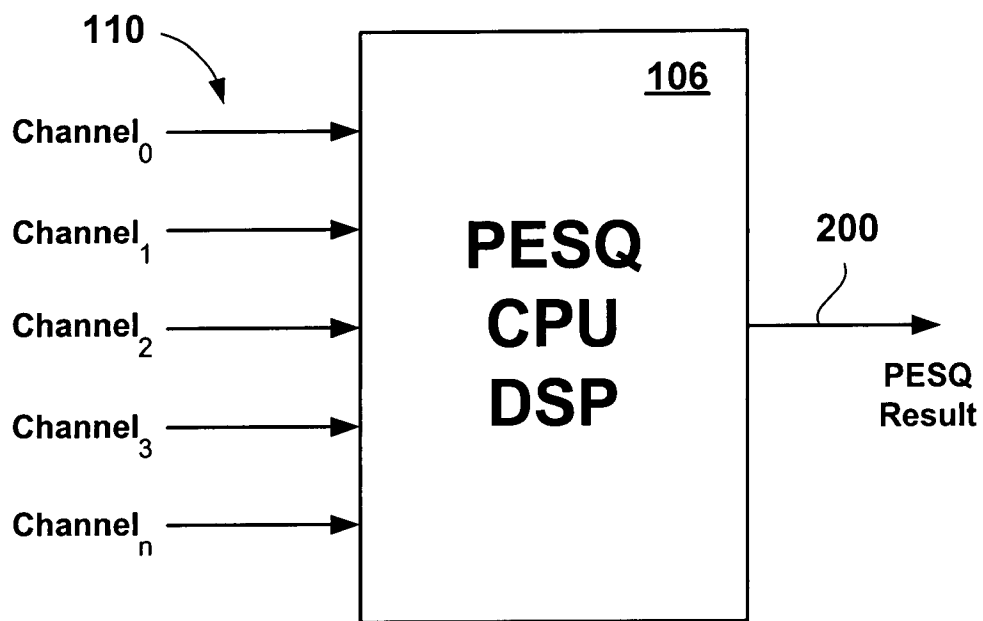 110
106
Channel0
Channel1
Channel2
Channel3
Channeln
PESQ
CPU
DSP
200
PESQ
Result